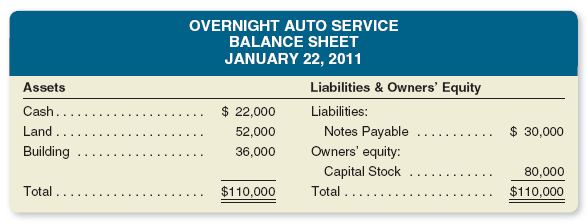 OVERNIGHT AUTO SERVICE
BALANCE SHEET
JANUARY 22, 2011
Assets Liabilities & Owners' Equity
Cash . . . . . . . . . . . . . . . . . . . . . $ 22,000 Liabilities:
Land . . . . . . . . . . . . . . . . . . . . . 52,000 Notes Payable . . . . . . . . . . . $ 30,000
Building . . . . . . . . . . . . . . . . . . 36,000 Owners' equity:
Capital Stock . . . . . . . . . . . . 80,000
Total . . . . . . . . . . . . . . . . . . . . . $110,000 Total . . . . . . . . . . . . . . . . . . . . . $110,000